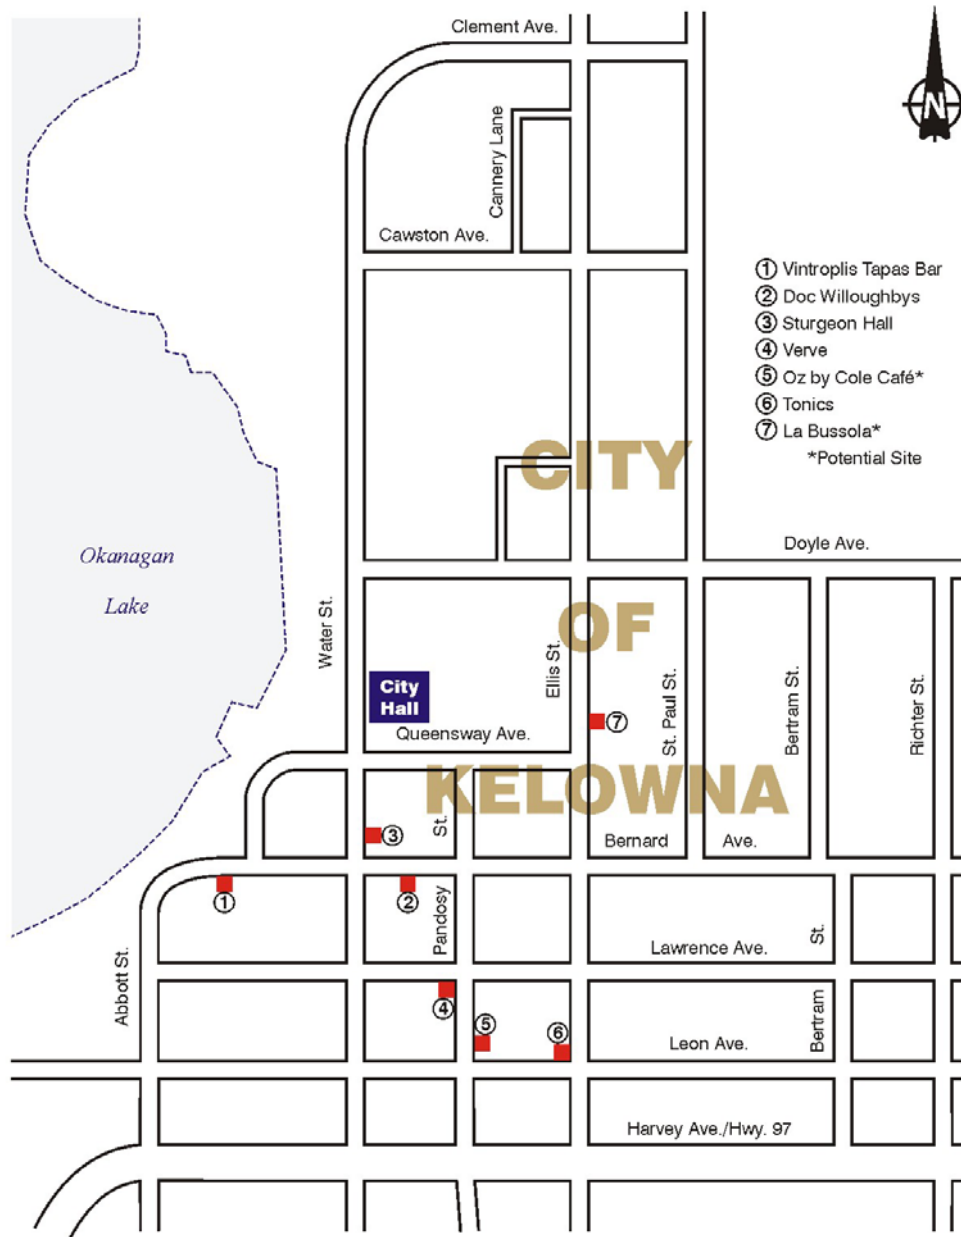 Clement Ave.
N
Cannery Lane
Cawston Ave.
① Vintroplis Tapas Bar
② Doc Willoughbys
③ Sturgeon Hall
④ Verve
⑤ Oz by Cole Café*
⑥ Tonics
⑦ La Bussola*
*Potential Site
CITY
OF
KELOWNA
Okanagan
Lake
Doyle Ave.
Water St.
Ellis St.
St. Paul St.
Bertram St.
Richter St.
City
Hall
Queensway Ave.
⑦
③
St.
Bernard Ave.
①
②
Pandosy
Lawrence Ave.
St.
Abbott St.
④
⑤
⑥
Leon Ave.
Bertram
Harvey Ave./Hwy. 97